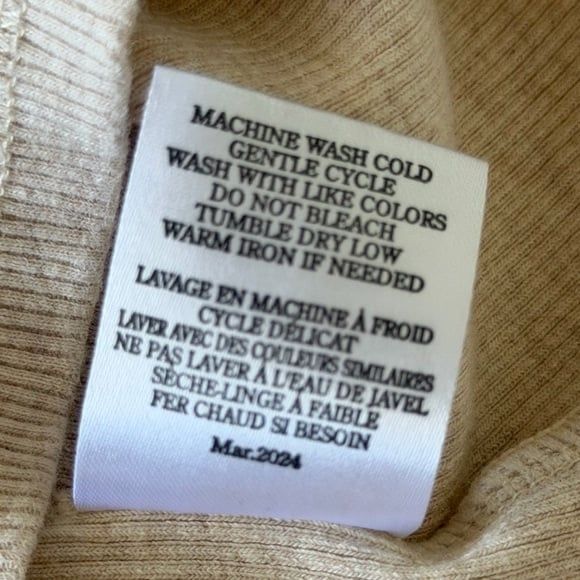 MACHINE WASH COLD
GENTLE CYCLE
WASH WITH LIKE COLORS
DO NOT BLEACH
TUMBLE DRY LOW
WARM IRON IF NEEDED
LAVAGE EN MACHINE À FROID
CYCLE DÉLICAT
LAVER AVEC DES COULEURS SIMILAIRES
NE PAS LAVER À L'EAU DE JAVEL
SÈCHE-LINGE À FAIBLE
FER CHAUD SI BESOIN
Mar.2024